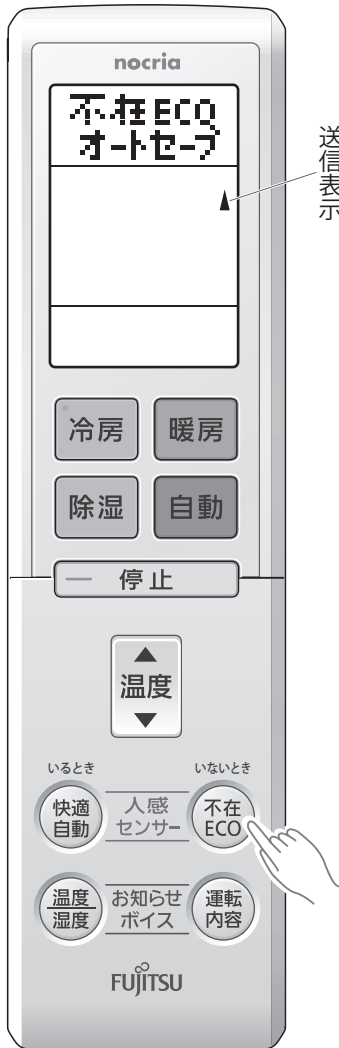 nocria
不在ECO
オートセーブ
送信表示
冷房 暖房
除湿 自動
停止
温度
いるとき いないとき
快適
自動
人感
センサー
不在
ECO
温度
湿度
お知らせ
ボイス
運転
内容
FUJITSU